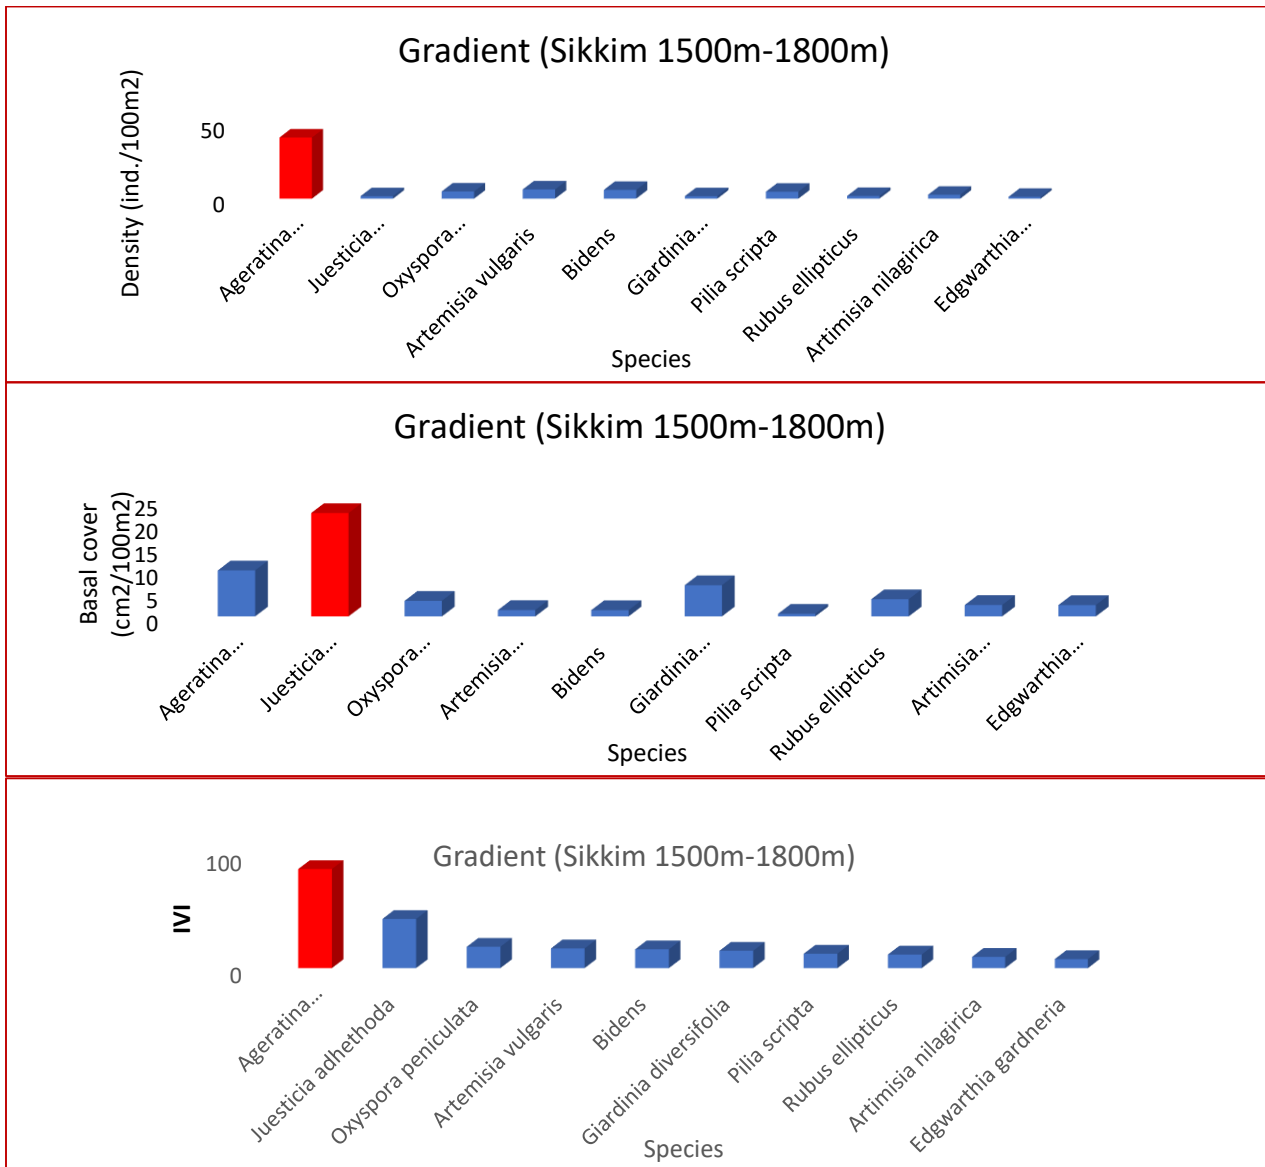 Gradient (Sikkim 1500m-1800m)
Density (ind./100m2)
50
0
Ageratina...
Juesticia...
Oxyspora...
Artemisia vulgaris
Bidens
Giardinia...
Pilia scripta
Rubus ellipticus
Artimisia nilagirica
Edgwarthia...
Species
Gradient (Sikkim 1500m-1800m)
Basal cover
(cm2/100m2)
25
20
15
10
5
0
Ageratina...
Juesticia...
Oxyspora...
Artemisia...
Bidens
Giardinia...
Pilia scripta
Rubus ellipticus
Artimisia...
Edgwarthia...
Species
Gradient (Sikkim 1500m-1800m)
IVI
100
0
Ageratina...
Juesticia adhethoda
Oxyspora peniculata
Artemisia vulgaris
Bidens
Giardinia diversifolia
Pilia scripta
Rubus ellipticus
Artimisia nilagirica
Edgwarthia gardneria
Species